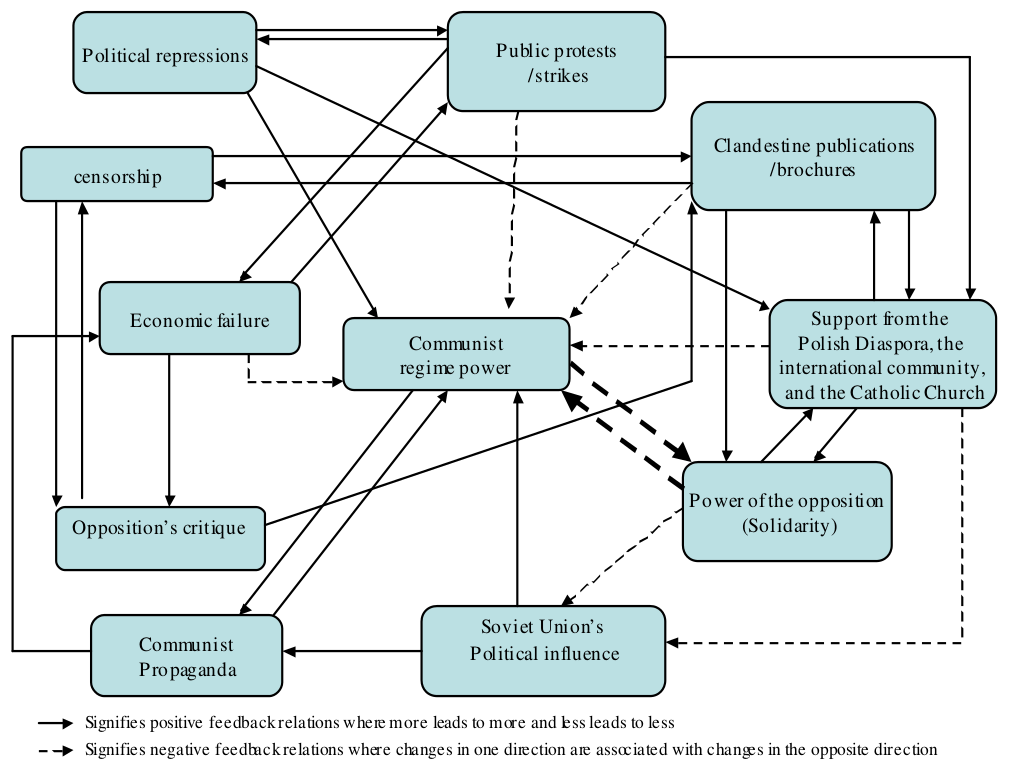 Political repressions
Public protests
/strikes
Clandestine publications
/brochures
censorship
Economic failure
Communist
regime power
Support from the
Polish Diaspora, the
international community,
and the Catholic Church
Opposition's critique
Power of the opposition
(Solidarity)
Communist
Propaganda
Soviet Union's
Political influence
Signifies positive feedback relations where more leads to more and less leads to less
Signifies negative feedback relations where changes in one direction are associated with changes in the opposite direction